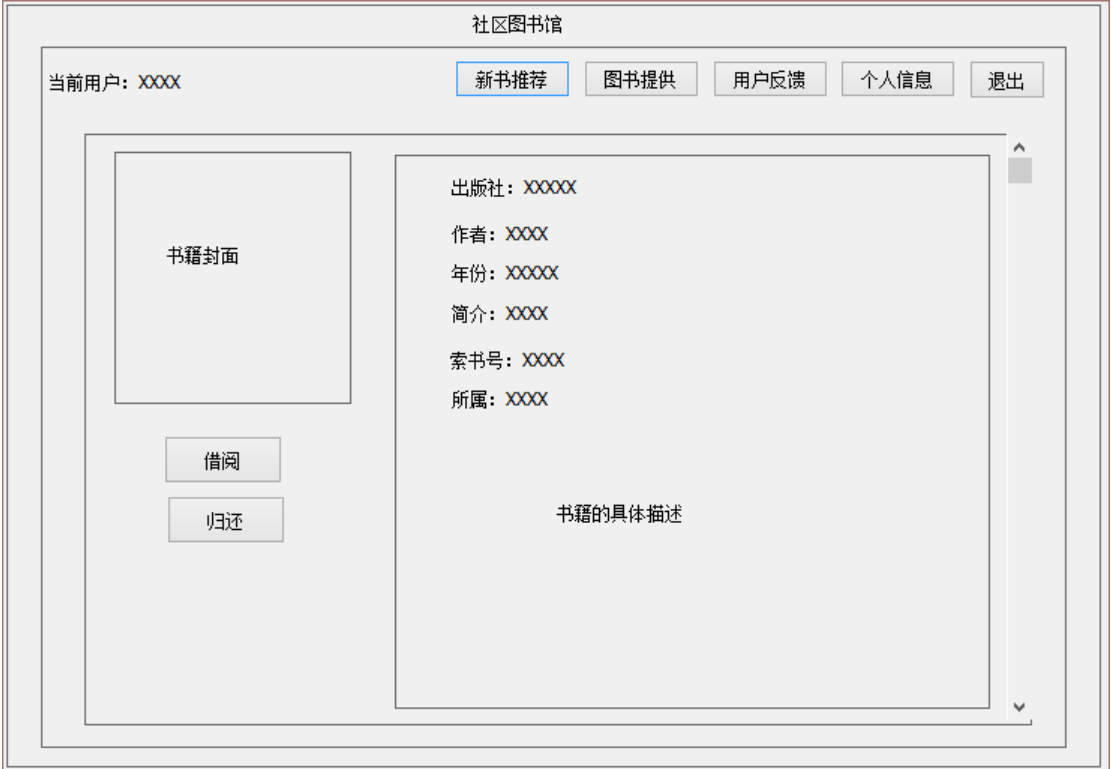 社区图书馆
当前用户：XXXX 新书推荐 图书提供 用户反馈 个人信息 退出
书籍封面
借阅
归还
出版社：XXXXX
作者：XXXX
年份：XXXXX
简介：XXXX
索书号：XXXX
所属：XXXX
书籍的具体描述